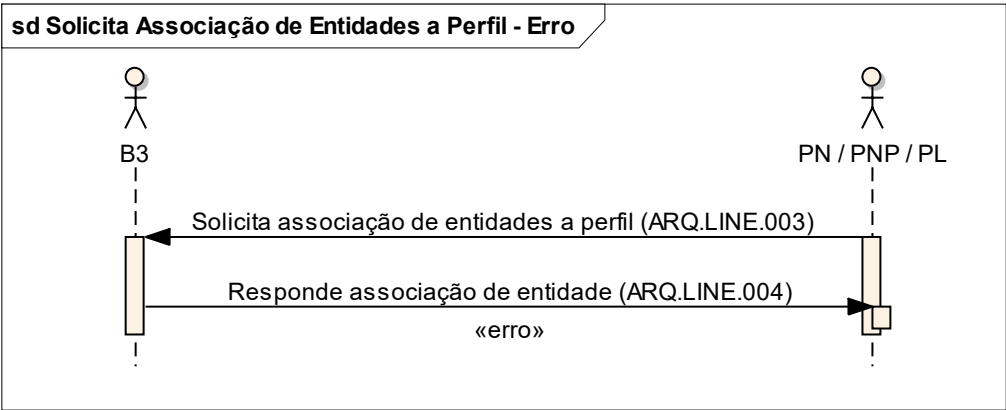 sd Solicita Associação de Entidades a Perfil - Erro
B3
PN / PNP / PL
Solicita associação de entidades a perfil (ARQ.LINE.003)
Responde associação de entidade (ARQ.LINE.004)
«erro»